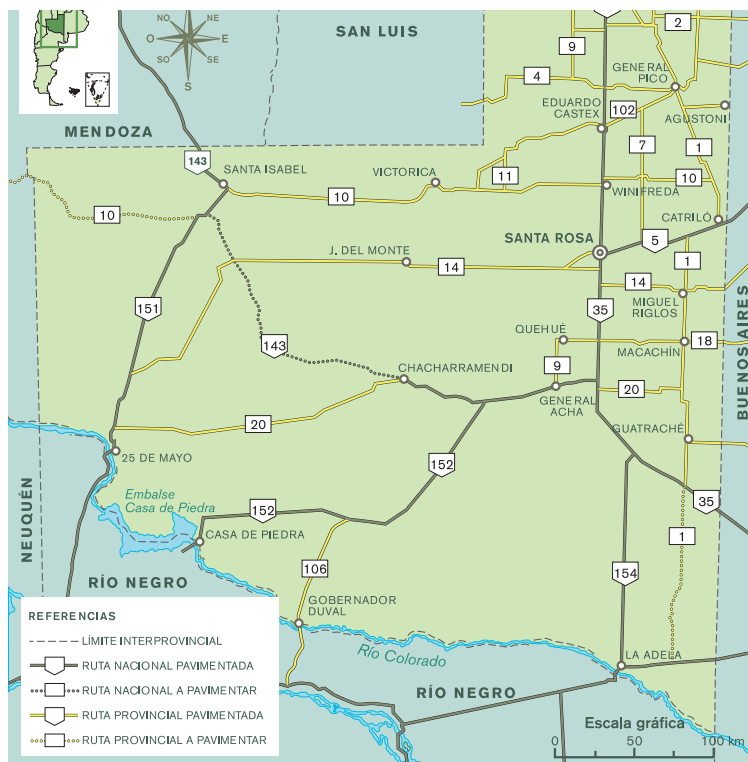 NO
NE
O
E
SO
SE
S
SAN LUIS
2
9
4
GENERAL
PICO
EDUARDO
CASTEX
102
AGUSTONI
MENDOZA
7
1
143
SANTA ISABEL
VICTORICA
11
10
10
WINIFREDA
10
CATRILÓ
SANTA ROSA
5
J. DEL MONTE
14
1
14
151
MIGUEL
RIGLOS
35
BUENOS AIRES
QUEHUÉ
143
MACACHÍN
18
CHACHARRAMENDI
9
20
GENERAL
ACHA
20
GUATRACHÉ
25 DE MAYO
152
Embalse
Casa de Piedra
152
35
NEUQUÉN
CASA DE PIEDRA
1
106
154
RÍO NEGRO
GOBERNADOR
DUVAL
Río Colorado
LA ADELA
RÍO NEGRO
REFERENCIAS
LÍMITE INTERPROVINCIAL
RUTA NACIONAL PAVIMENTADA
RUTA NACIONAL A PAVIMENTAR
RUTA PROVINCIAL PAVIMENTADA
RUTA PROVINCIAL A PAVIMENTAR
Escala gráfica
0 50 100 km